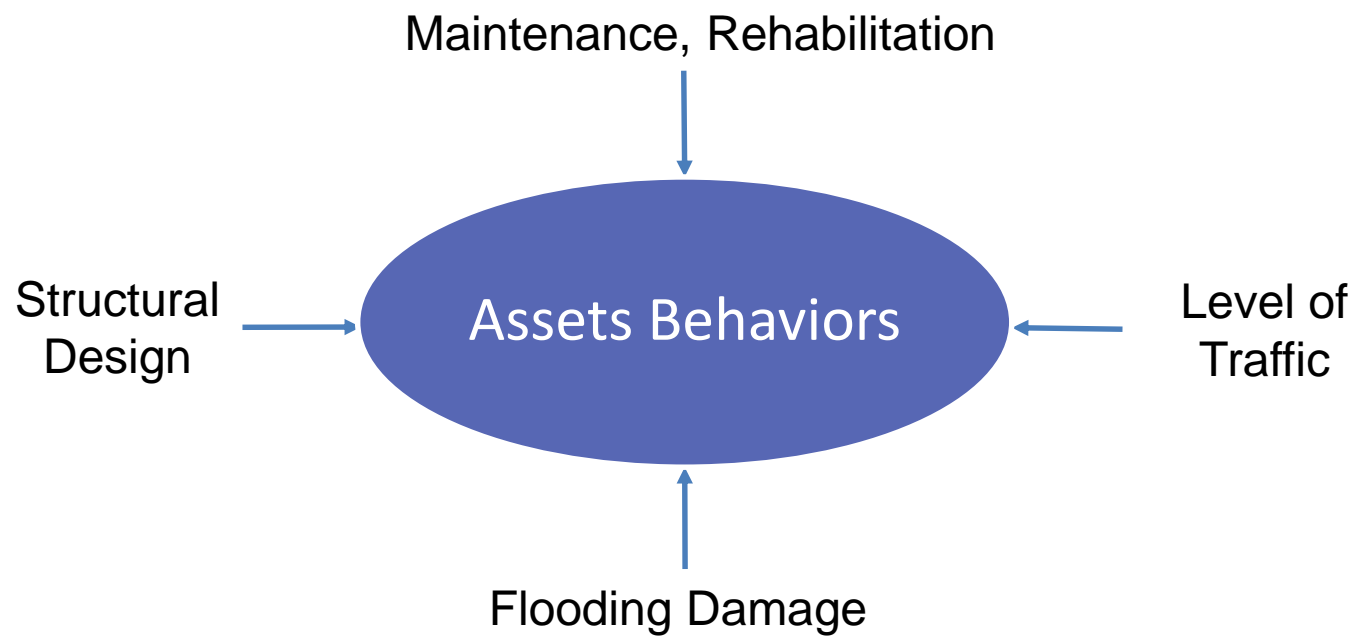 Maintenance, Rehabilitation
Structural
Design
Assets Behaviors
Level of
Traffic
Flooding Damage